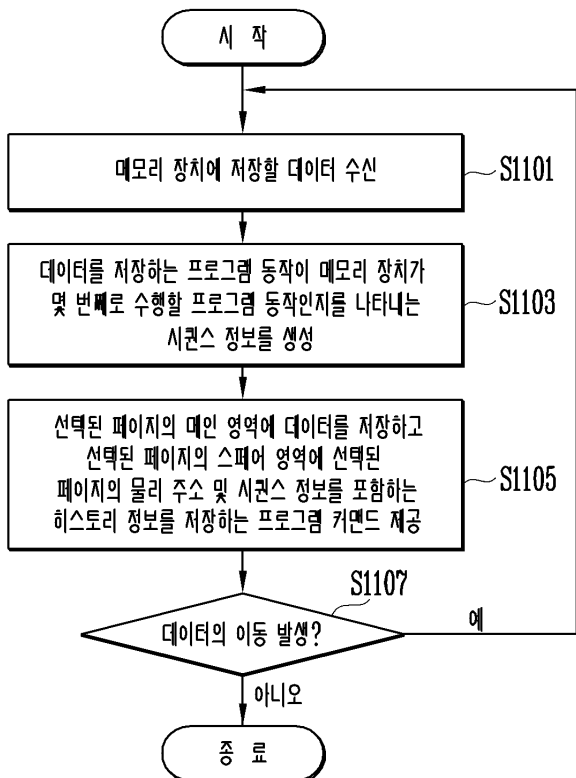 시 작
메모리 장치에 저장할 데이터 수신
S1101
데이터를 저장하는 프로그램 동작이 메모리 장치가
몇 번째로 수행할 프로그램 동작인지를 나타내는
시퀀스 정보를 생성
S1103
선택된 페이지의 메인 영역에 데이터를 저장하고
선택된 페이지의 스페어 영역에 선택된
페이지의 물리 주소 및 시퀀스 정보를 포함하는
히스토리 정보를 저장하는 프로그램 커맨드 제공
S1105
S1107
데이터의 이동 발생?
예
아니오
종 료